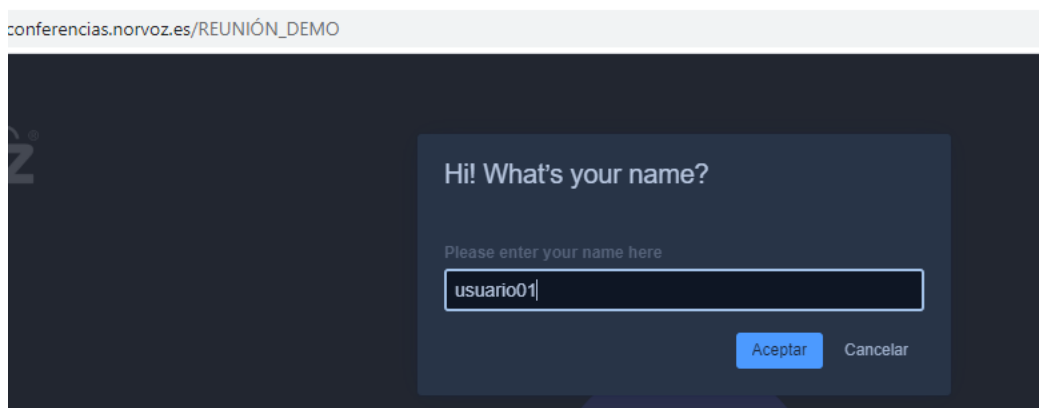 conferencias.norvoz.es/REUNIÓN_DEMO
Z®
Hi! What's your name?
Please enter your name here
usuario01
Aceptar Cancelar